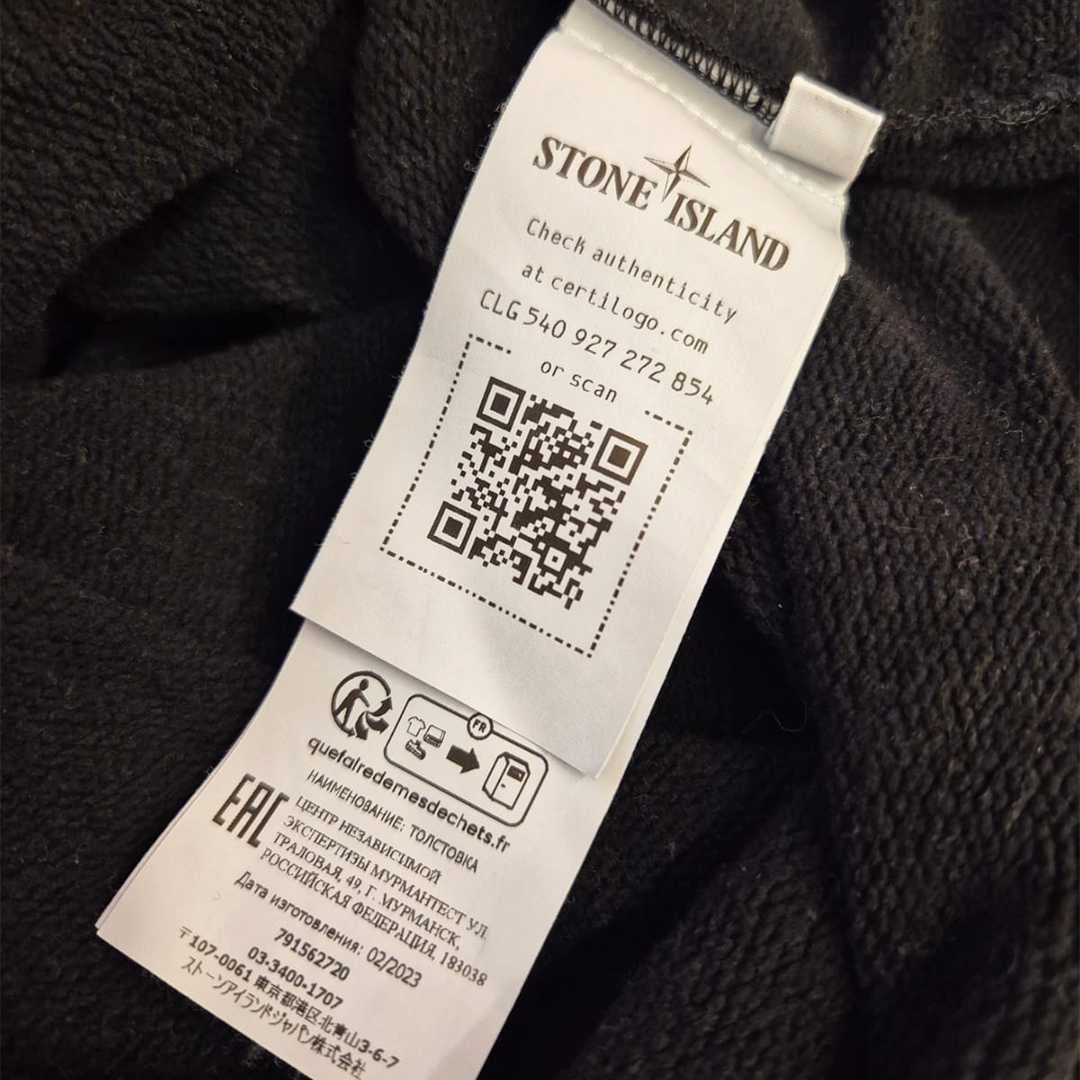 STONE ISLAND
Check authenticity
at certilogo.com
CLG 540 927 272 854
or scan
FR
quefairedemesdechets.fr
EAC
НАИМЕНОВАНИЕ: ТОЛСТОВКА
ЦЕНТР НЕЗАВИСИМОЙ
ЭКСПЕРТИЗЫ МУРМАНТЕСТ УЛ.
ТРАЛОВАЯ, 49, Г. МУРМАНСК,
РОССИЙСКАЯ ФЕДЕРАЦИЯ, 183038
Дата изготовления: 02/2023
791562720
03-3400-1707
〒107-0061 東京都港区北青山3-6-7
ストーンアイランドジャパン株式会社